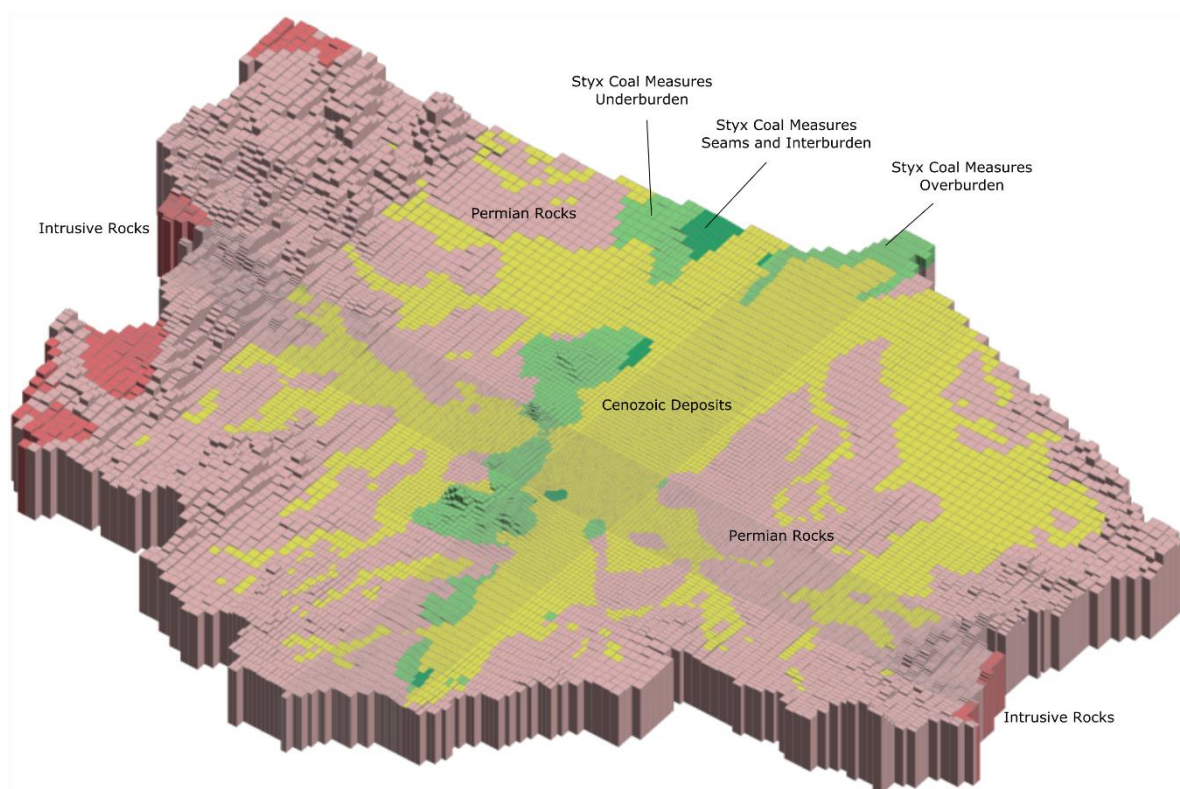 Styx Coal Measures
Underburden
Styx Coal Measures
Seams and Interburden
Styx Coal Measures
Overburden
Permian Rocks
Intrusive Rocks
Cenozoic Deposits
Permian Rocks
Intrusive Rocks